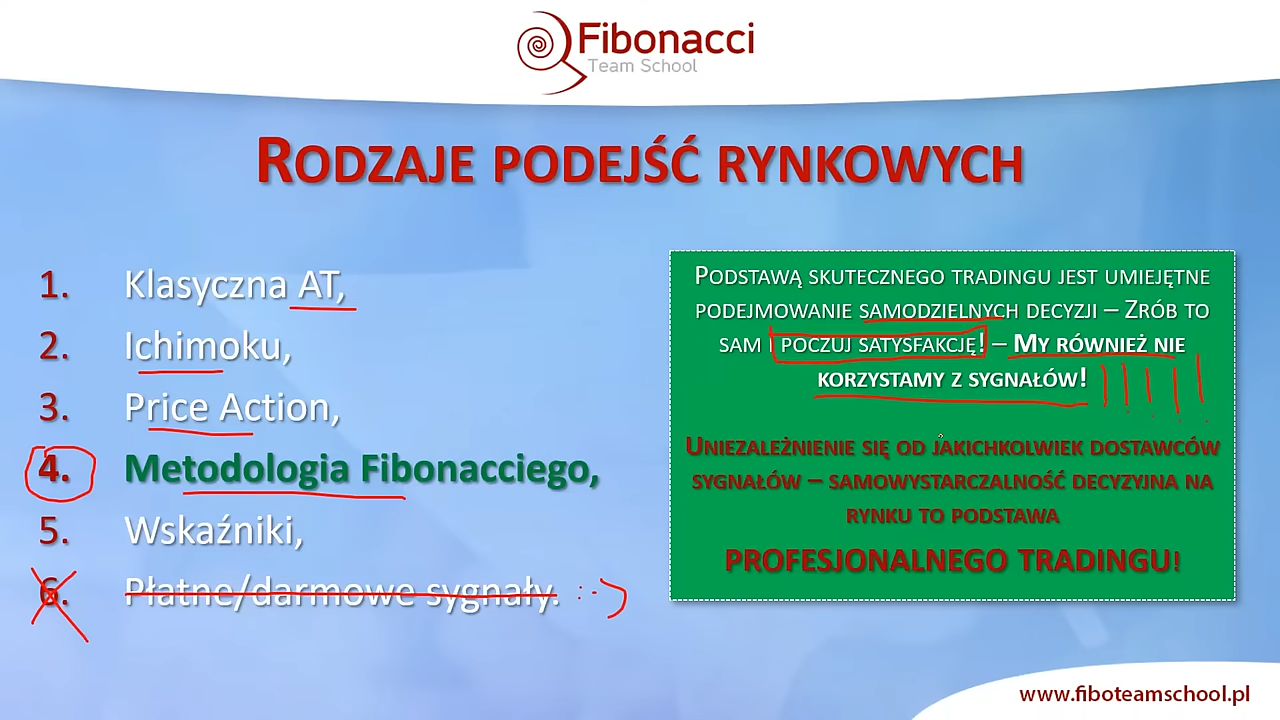 Fibonacci
Team School
RODZAJE PODEJŚĆ RYNKOWYCH
1. Klasyczna AT,
2. Ichimoku,
3. Price Action,
4. Metodologia Fibonacciego,
5. Wskaźniki,
6. Płatne/darmowe sygnały. :-)
PODSTAWĄ SKUTECZNEGO TRADINGU JEST UMIEJĘTNE
PODEJMOWANIE SAMODZIELNYCH DECYZJI – ZRÓB TO
SAM I POCZUJ SATYSFAKCJĘ! – MY RÓWNIEŻ NIE
KORZYSTAMY Z SYGNAŁÓW! !!!!!
UNIEZALEŻNIENIE SIĘ OD JAKICHKOLWIEK DOSTAWCÓW
SYGNAŁÓW – SAMOWYSTARCZALNOŚĆ DECYZYJNA NA
RYNKU TO PODSTAWA
PROFESJONALNEGO TRADINGU!
www.fiboteamschool.pl